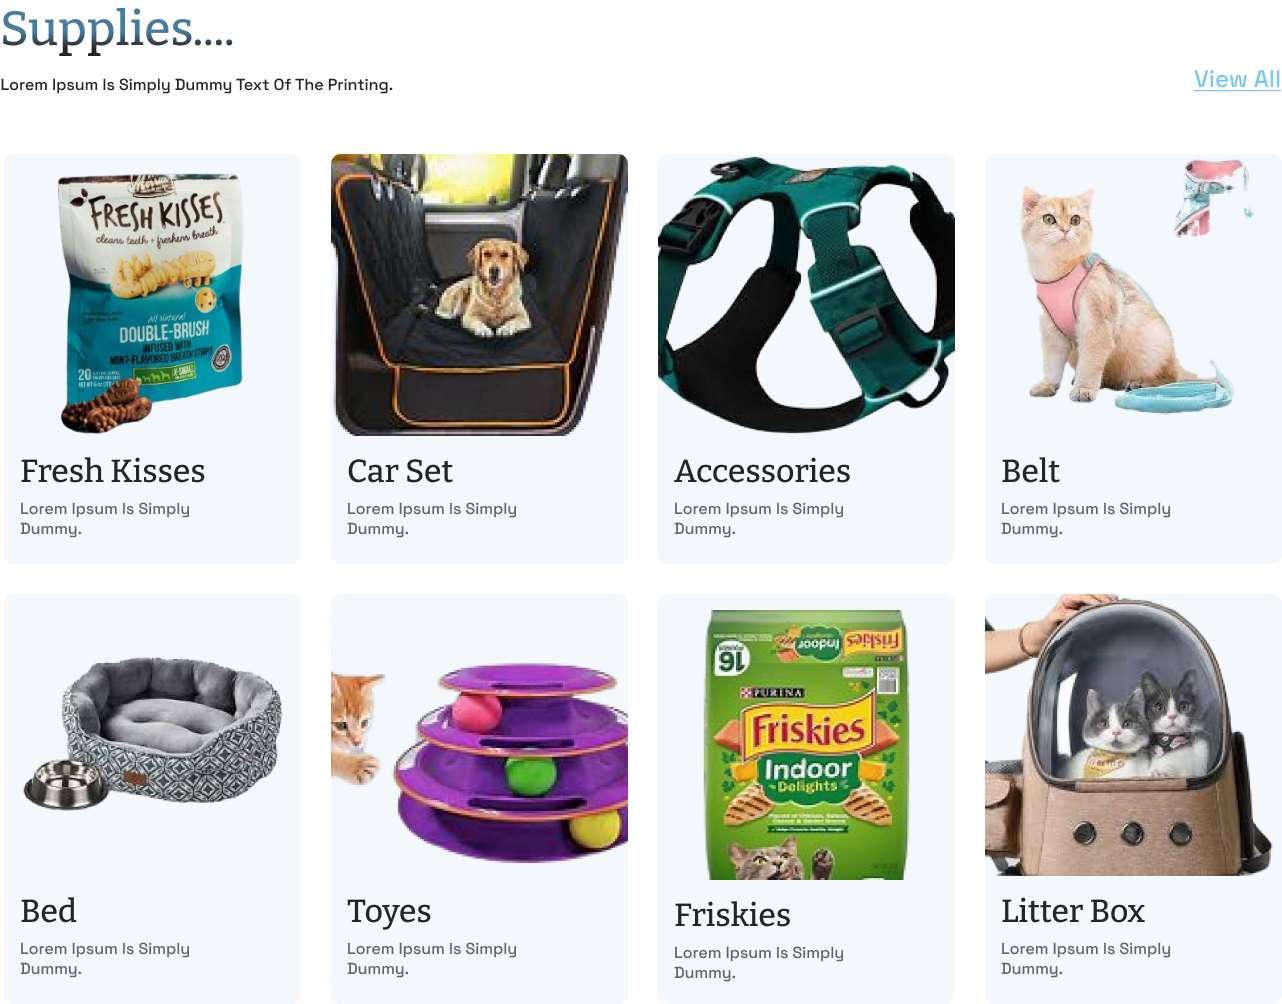 Supplies....
Lorem Ipsum Is Simply Dummy Text Of The Printing.
View All
FRESH KISSES
cleans teeth + freshens breath
All Natural!
DOUBLE-BRUSH
INFUSED WITH
MINT-FLAVORED BREATH STRIPS
20
X-SMALL
Fresh Kisses
Lorem Ipsum Is Simply
Dummy.
Car Set
Lorem Ipsum Is Simply
Dummy.
Accessories
Lorem Ipsum Is Simply
Dummy.
Belt
Lorem Ipsum Is Simply
Dummy.
Bed
Lorem Ipsum Is Simply
Dummy.
Toyes
Lorem Ipsum Is Simply
Dummy.
Friskies
Indoor
16
PURINA
Friskies
Indoor
Delights
Friskies
Lorem Ipsum Is Simply
Dummy.
Litter Box
Lorem Ipsum Is Simply
Dummy.